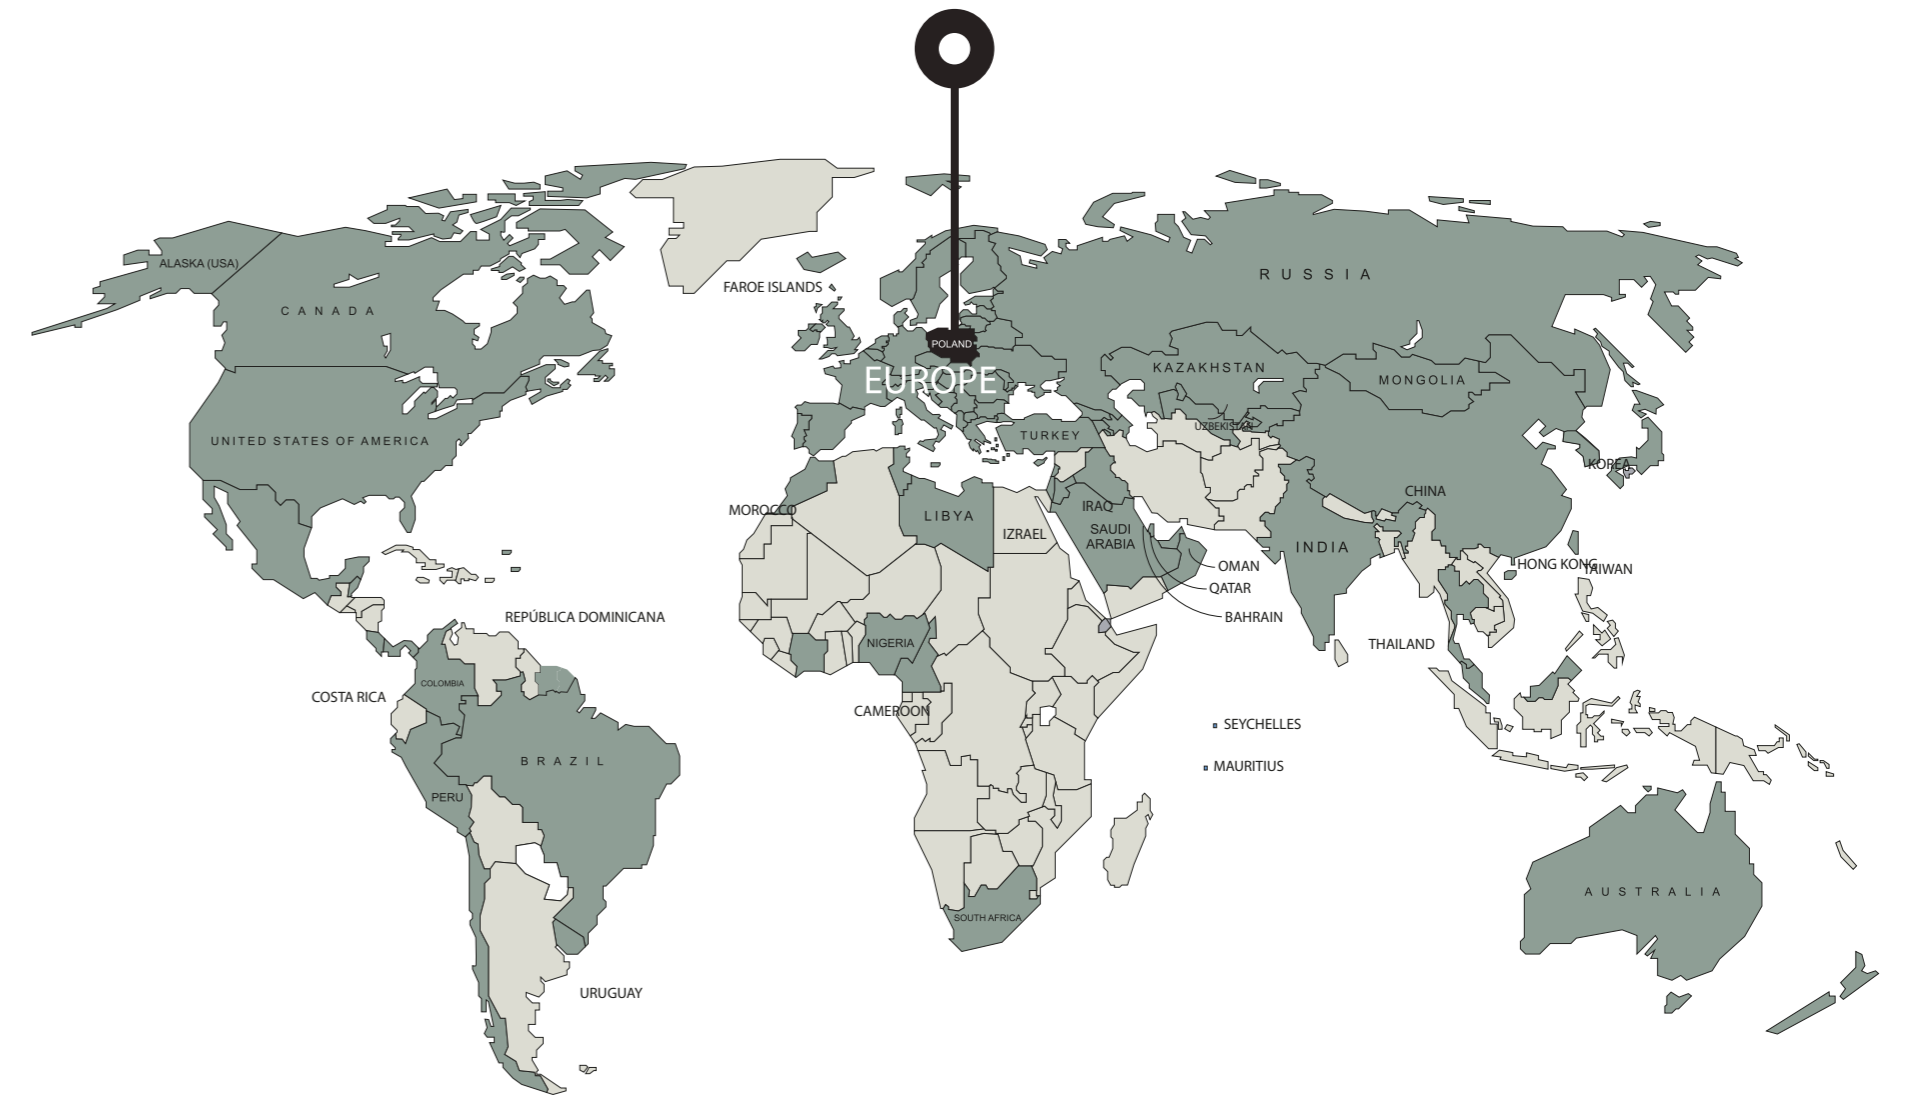 ALASKA (USA)
CANADA
UNITED STATES OF AMERICA
FAROE ISLANDS
RUSSIA
POLAND
EUROPE
KAZAKHSTAN
MONGOLIA
UZBEKISTAN
TURKEY
KOREA
CHINA
MOROCCO
LIBYA
IZRAEL
IRAQ
SAUDI
ARABIA
INDIA
OMAN
QATAR
BAHRAIN
HONG KONG
TAIWAN
THAILAND
REPÚBLICA DOMINICANA
NIGERIA
CAMEROON
COLOMBIA
COSTA RICA
SEYCHELLES
MAURITIUS
BRAZIL
PERU
SOUTH AFRICA
AUSTRALIA
URUGUAY